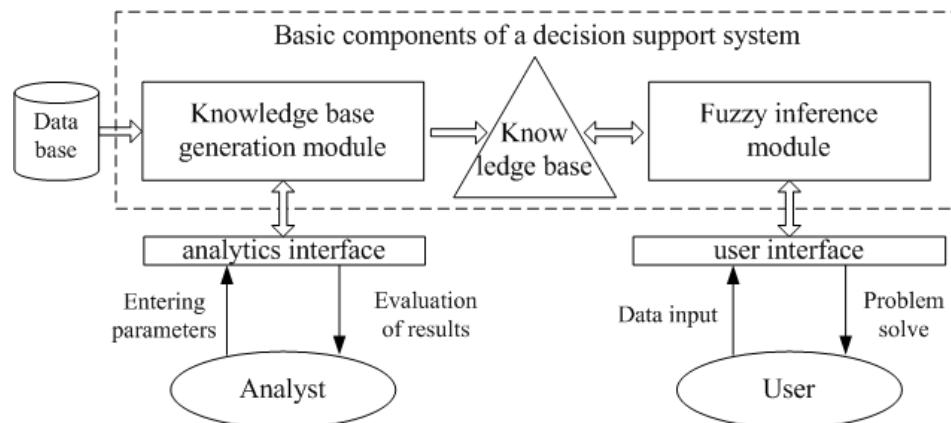 Basic components of a decision support system
Data
base
Knowledge base
generation module
Know
ledge base
Fuzzy inference
module
analytics interface
user interface
Entering
parameters
Evaluation
of results
Data input
Problem
solve
Analyst
User